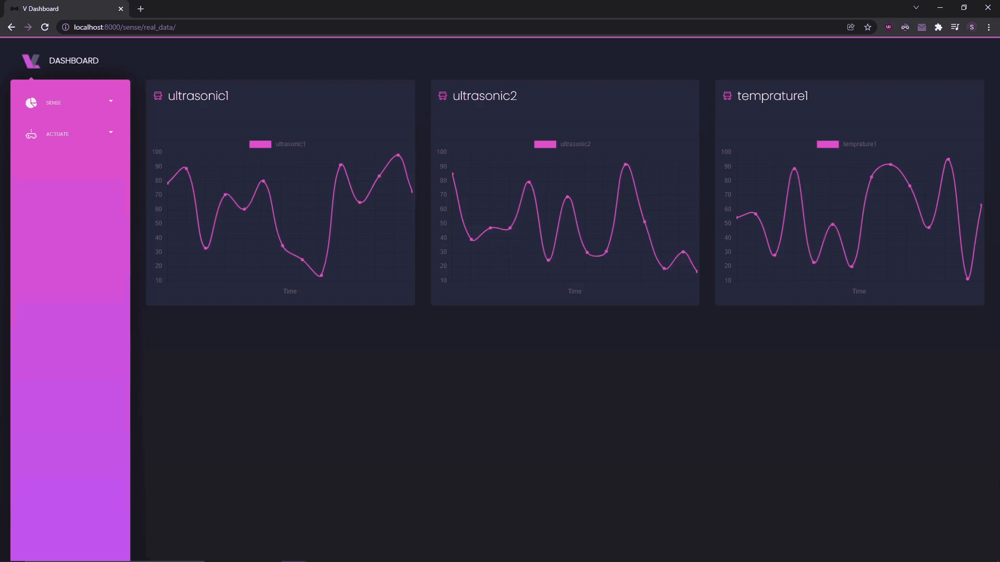 V Dashboard
localhost:8000/sense/real_data/
UO
S
DASHBOARD
SENSE
ACTUATE
ultrasonic1
ultrasonic1
100
90
80
70
60
50
40
30
20
10
Time
ultrasonic2
ultrasonic2
100
90
80
70
60
50
40
30
20
10
Time
temprature1
temprature1
100
90
80
70
60
50
40
30
20
10
Time